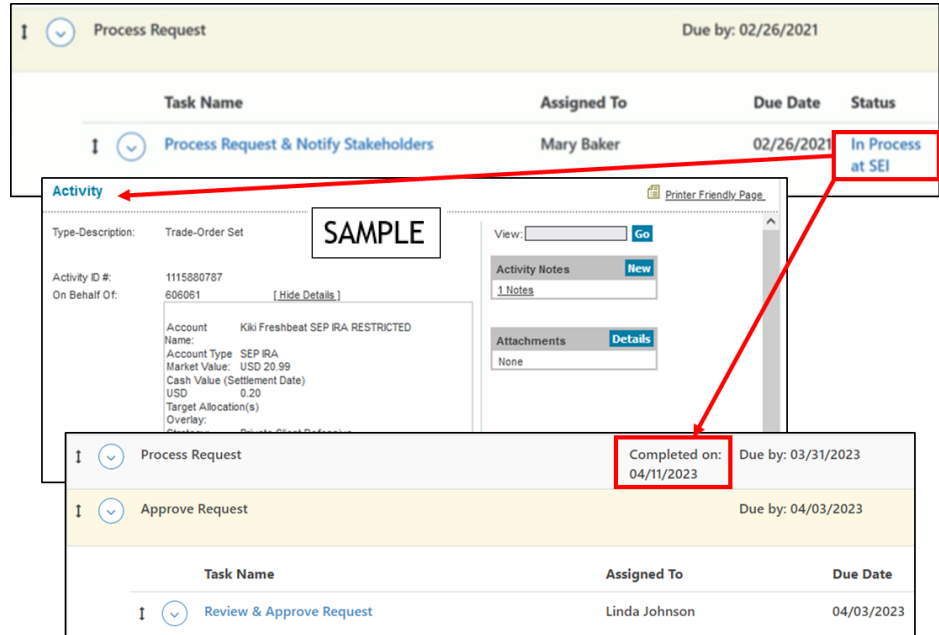 Process Request Due by: 02/26/2021
Task Name Assigned To Due Date Status
Process Request & Notify Stakeholders Mary Baker 02/26/2021 In Process
at SEI
Activity Printer Friendly Page
SAMPLE
Type-Description: Trade-Order Set View: Go
Activity ID #: 1115880787 Activity Notes New
On Behalf Of: 606061 [ Hide Details ] 1 Notes
Account Kiki Freshbeat SEP IRA RESTRICTED
Name:
Account Type SEP IRA
Market Value: USD 20.99
Cash Value (Settlement Date)
USD 0.20
Target Allocation(s)
Overlay:
Strategy: Private Client Defensive
Attachments Details
None
Process Request Completed on: Due by: 03/31/2023
04/11/2023
Approve Request Due by: 04/03/2023
Task Name Assigned To Due Date
Review & Approve Request Linda Johnson 04/03/2023